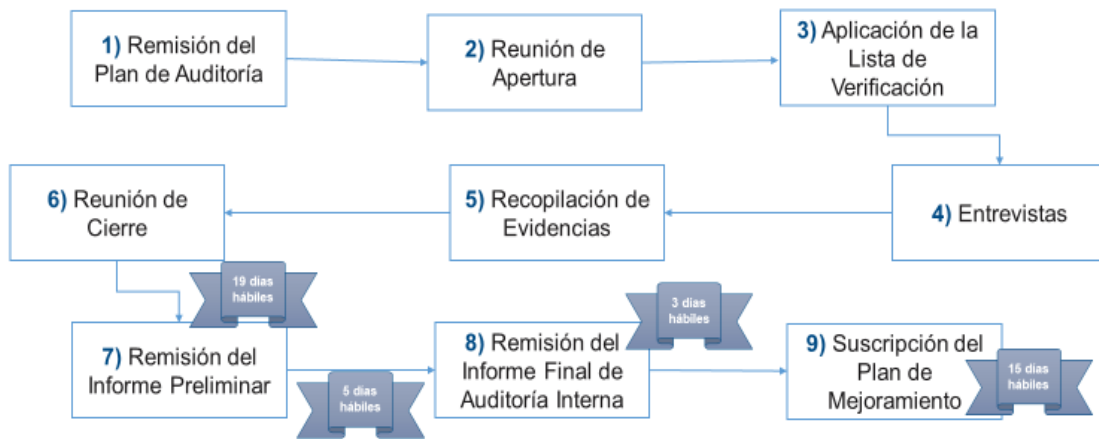 1) Remisión del
Plan de Auditoría
2) Reunión de
Apertura
3) Aplicación de la
Lista de
Verificación
4) Entrevistas
5) Recopilación de
Evidencias
6) Reunión de
Cierre
19 días
hábiles
7) Remisión del
Informe Preliminar
5 días
hábiles
8) Remisión del
Informe Final de
Auditoría Interna
3 días
hábiles
9) Suscripción del
Plan de
Mejoramiento
15 días
hábiles